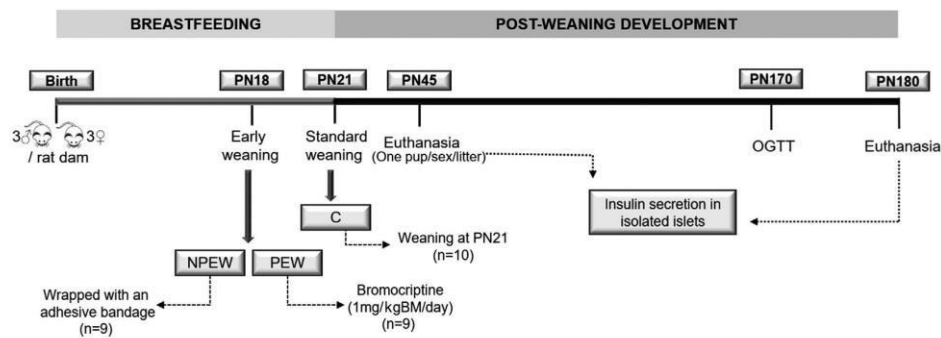 BREASTFEEDING
POST-WEANING DEVELOPMENT
Birth
PN18
PN21
PN45
PN170
PN180
3♂ 3♀
/ rat dam
Early
weaning
Standard
weaning
Euthanasia
(One pup/sex/litter)
OGTT
Euthanasia
Insulin secretion in
isolated islets
C
Weaning at PN21
(n=10)
NPEW
PEW
Wrapped with an
adhesive bandage
(n=9)
Bromocriptine
(1mg/kgBM/day)
(n=9)